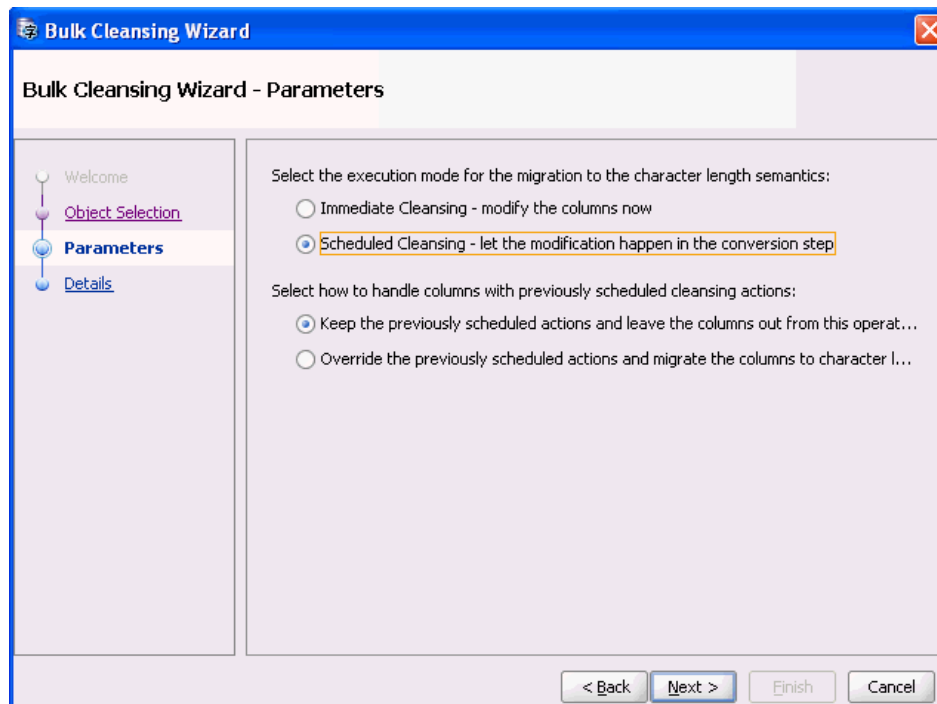 Bulk Cleansing Wizard
Bulk Cleansing Wizard - Parameters
Welcome
Object Selection
Parameters
Details
Select the execution mode for the migration to the character length semantics:
Immediate Cleansing - modify the columns now
Scheduled Cleansing - let the modification happen in the conversion step
Select how to handle columns with previously scheduled cleansing actions:
Keep the previously scheduled actions and leave the columns out from this operat...
Override the previously scheduled actions and migrate the columns to character l...
< Back Next > Finish Cancel